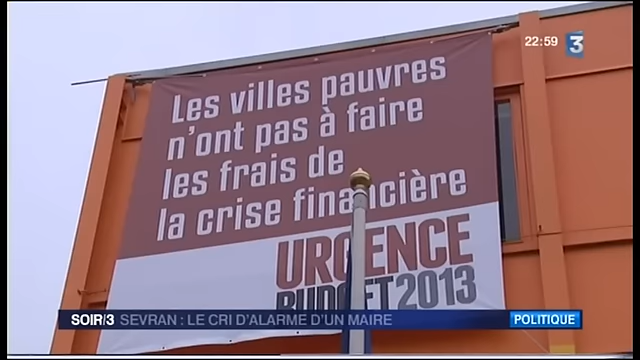 22:59 3
Les villes pauvres
n'ont pas à faire
les frais de
la crise financière
URGENCE
BUDGET2013
SOIR/3 SEVRAN : LE CRI D'ALARME D'UN MAIRE POLITIQUE